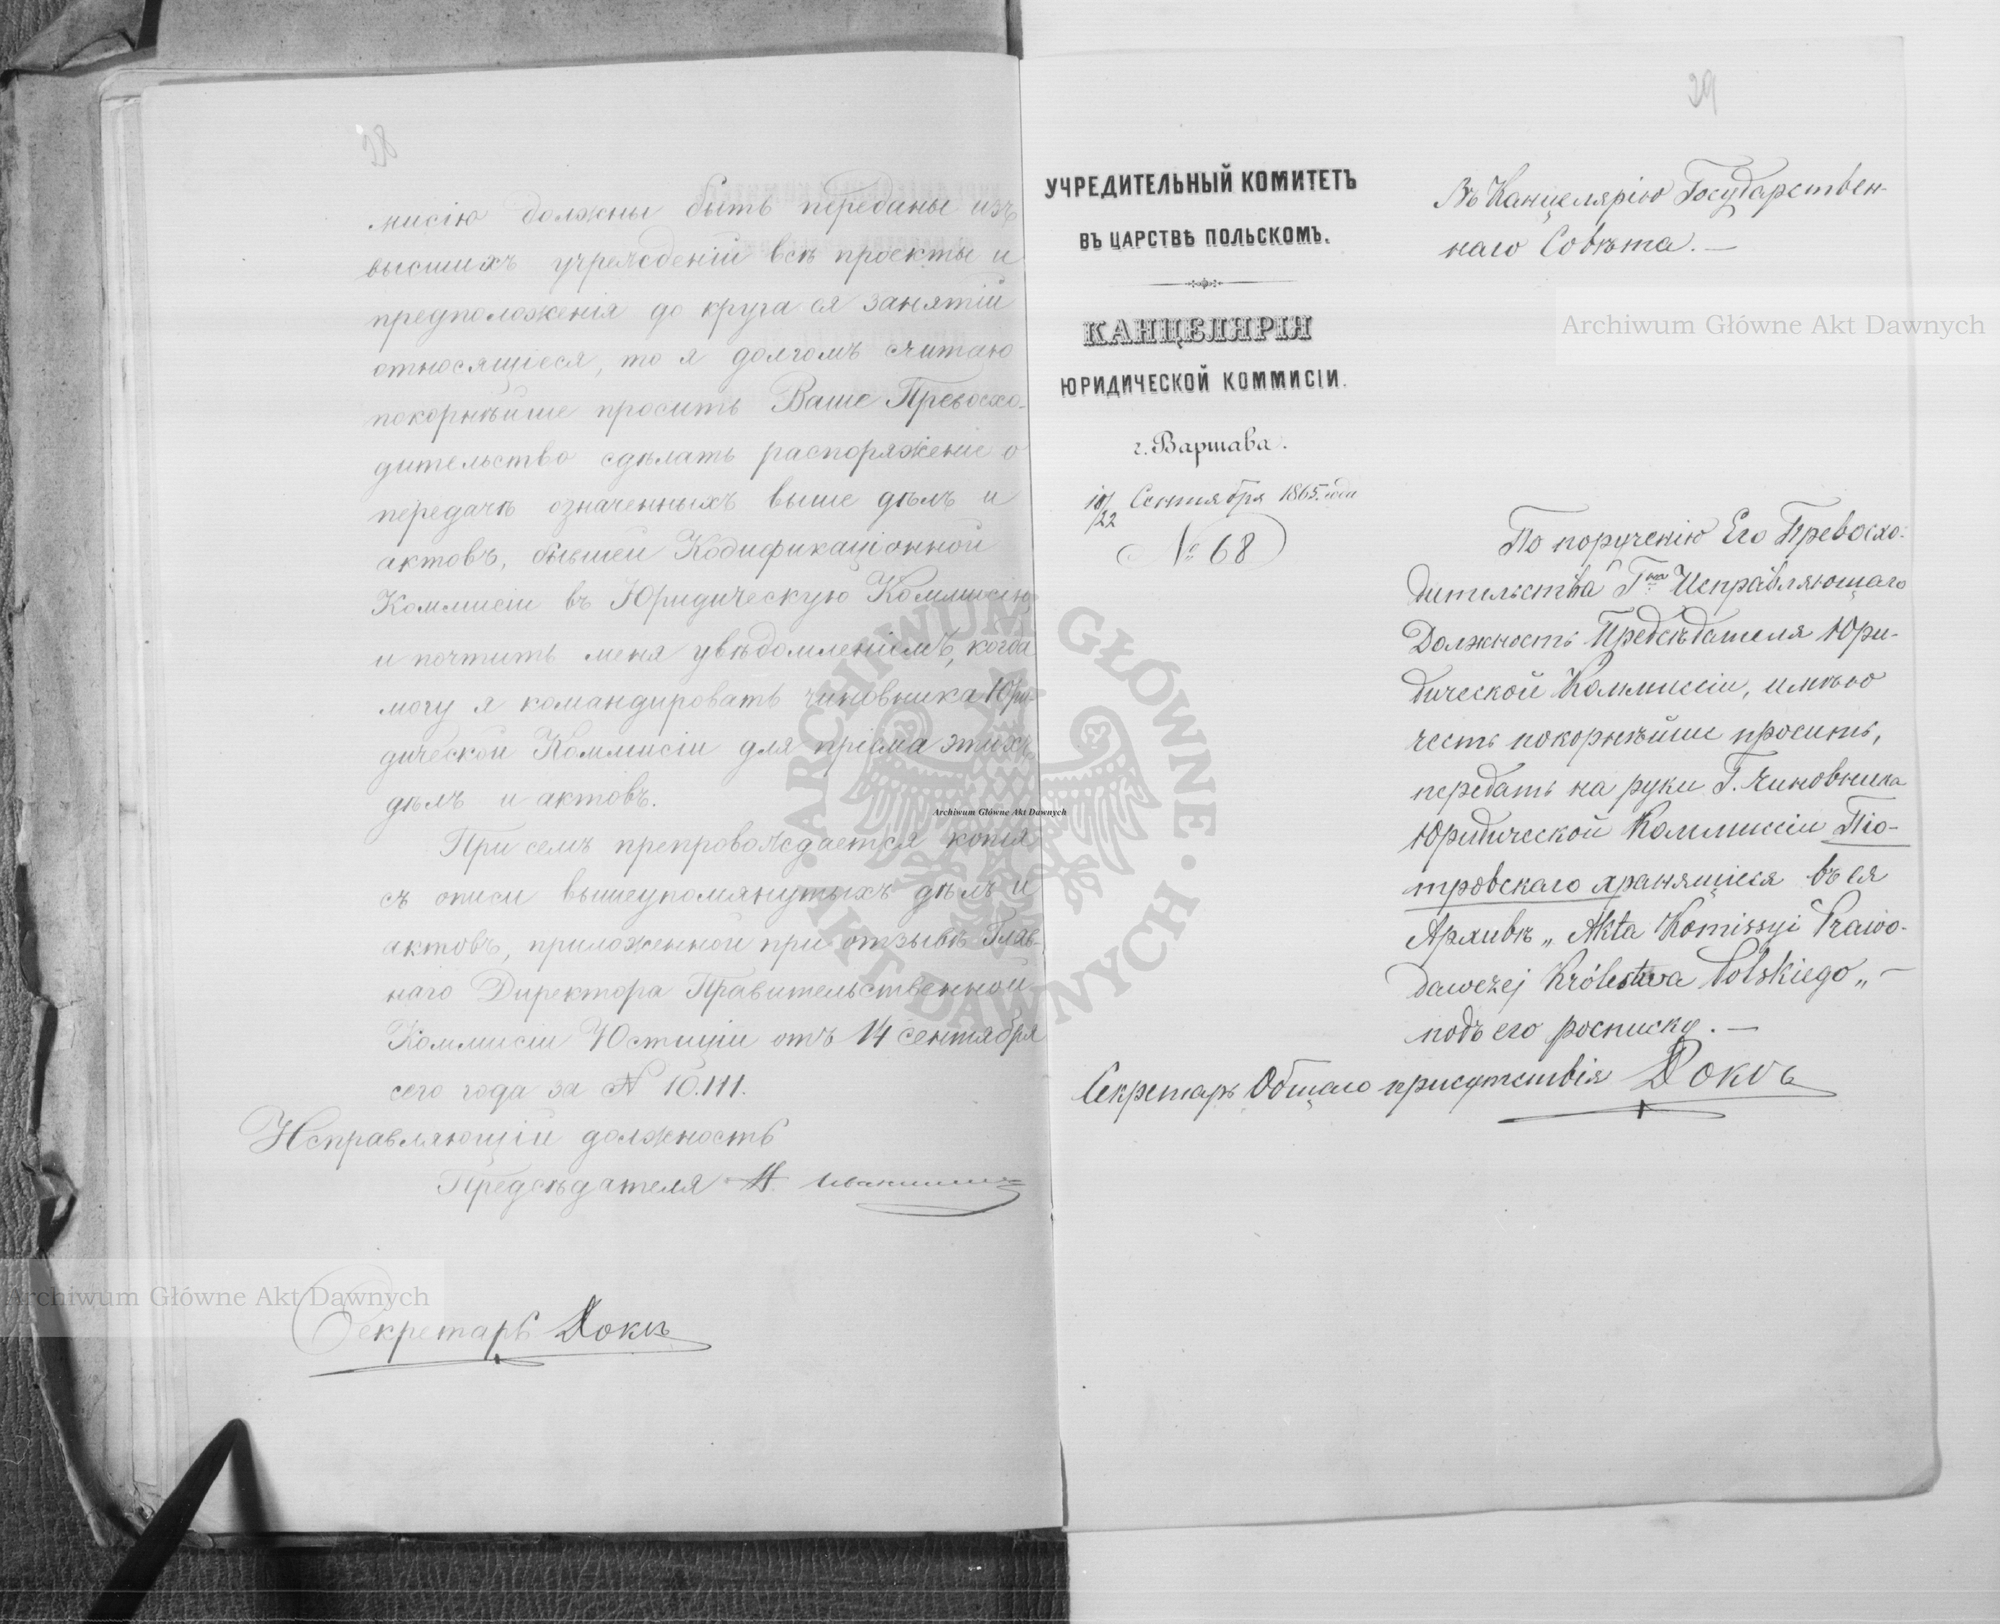 мисію должны быть переданы изъ
высшихъ учрежденій всѣ проекты и
предположенія до круга ея занятій
относящіеся, то я долгомъ считаю
покорнѣйше просить Ваше Превосхо-
дительство сдѣлать распоряженіе о
передачѣ означенныхъ выше дѣлъ и
актовъ, бывшей Кодификаціонной
Коммисіи въ Юридическую Коммисію
и почтить меня увѣдомленіемъ, когда
могу я командировать чиновника Юри-
дической Коммисіи для пріема этихъ
дѣлъ и актовъ.
При семъ препровождается копія
съ описи вышеупомянутыхъ дѣлъ и
актовъ, приложенной при отзывѣ Глав-
наго Директора Правительственной
Коммисіи Юстиціи отъ 14 сентября
сего года за № 10.111.
Исправляющій должность
Предсѣдателя
Секретарь Докъ
29
УЧРЕДИТЕЛЬНЫЙ КОМИТЕТЪ
ВЪ ЦАРСТВѢ ПОЛЬСКОМЪ.
КАНЦЕЛЯРІЯ
ЮРИДИЧЕСКОЙ КОММИСІИ.
г. Варшава.
10/22 Сентября 1865 года
№ 68
Въ Канцелярію Государствен-
наго Совѣта. —
По порученію Его Превосхо-
дительства Гна Исправляющаго
Должность Предсѣдателя Юри-
дической Коммиссіи, имѣю
честь покорнѣйше просить,
передать на руки Г. Чиновника
Юридической Коммиссіи Піо-
тровскаго хранящіеся въ ея
Архивѣ „Akta Komissyi Prawo-
dawczej Królestwa Polskiego„ —
подъ его росписку. —
Секретарь Общаго присутствія Докъ
Archiwum Główne Akt Dawnych
Archiwum Główne Akt Dawnych
Archiwum Główne Akt Dawnych
ARCHIWUM GŁÓWNE · AKT DAWNYCH ·